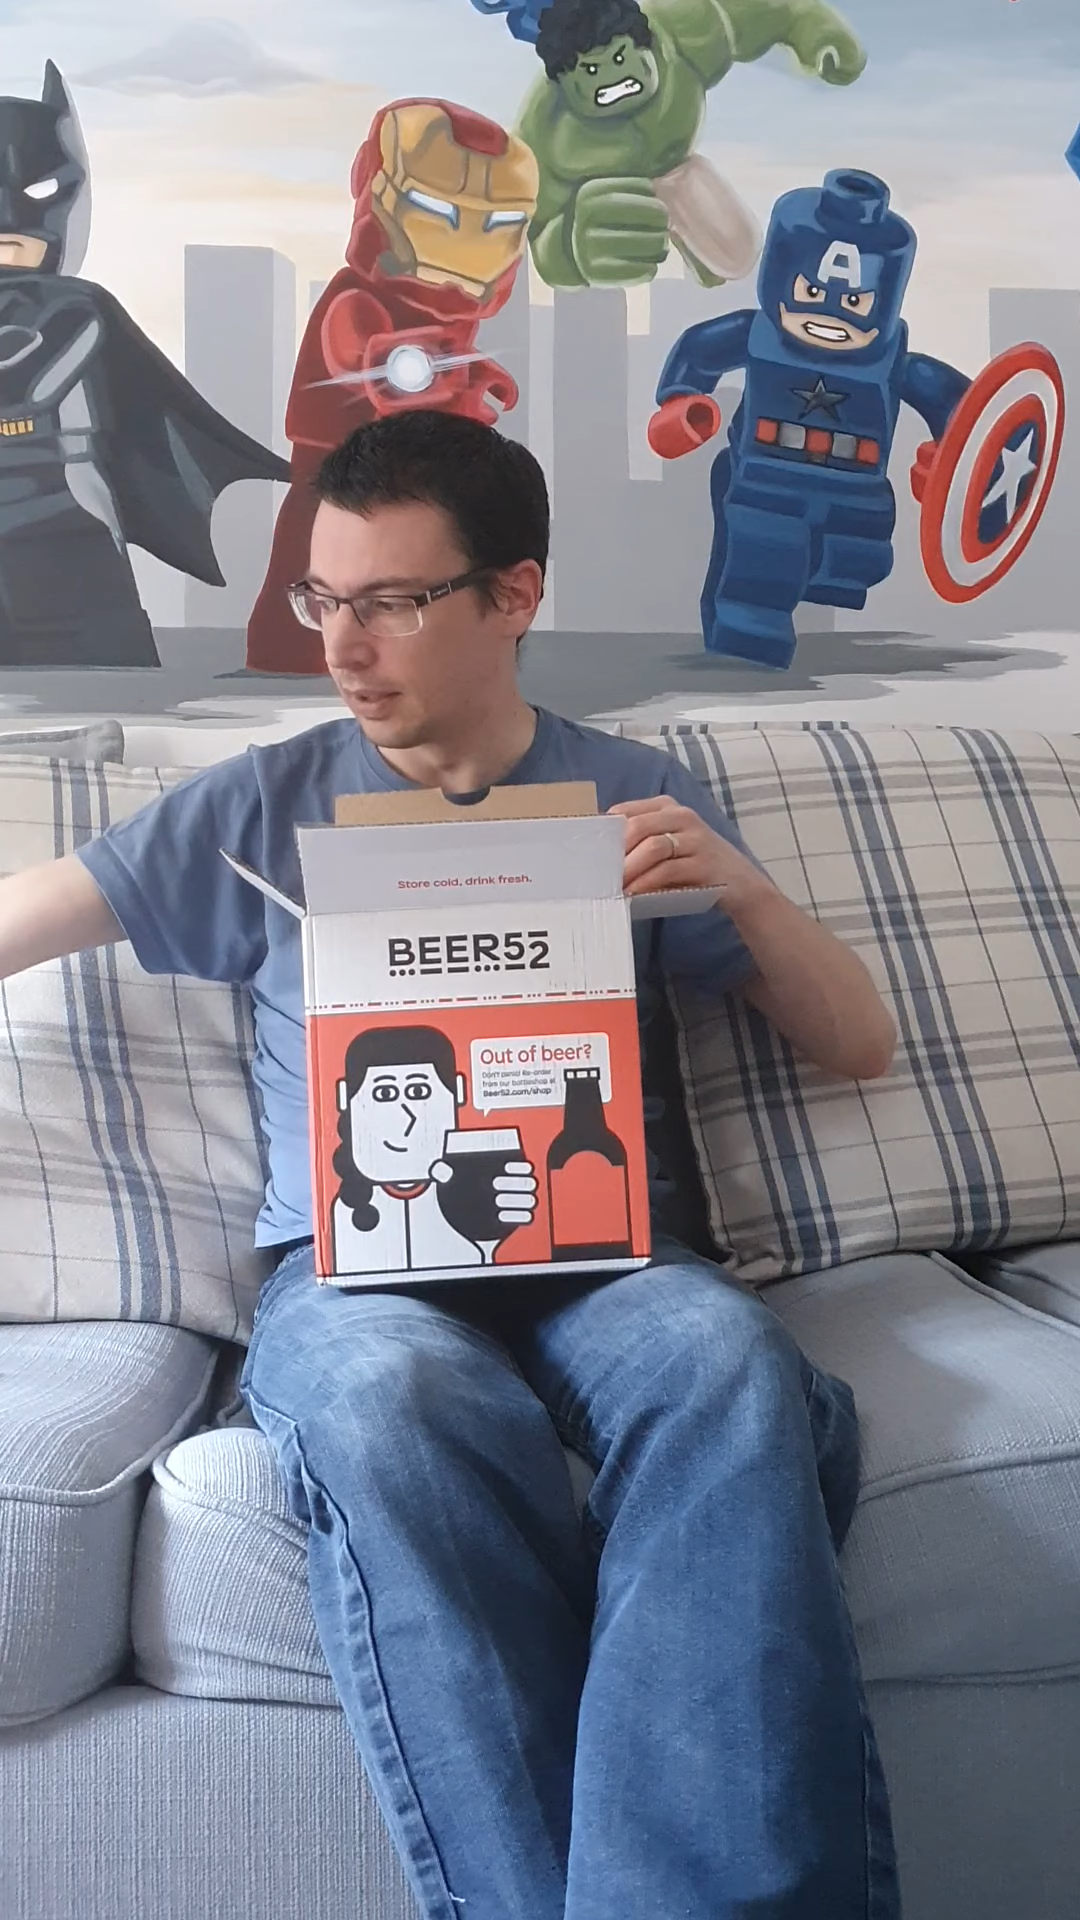 A
Store cold, drink fresh.
BEER52
Out of beer?
Don't panic! Re-order
from our bottleshop at
Beer52.com/shop